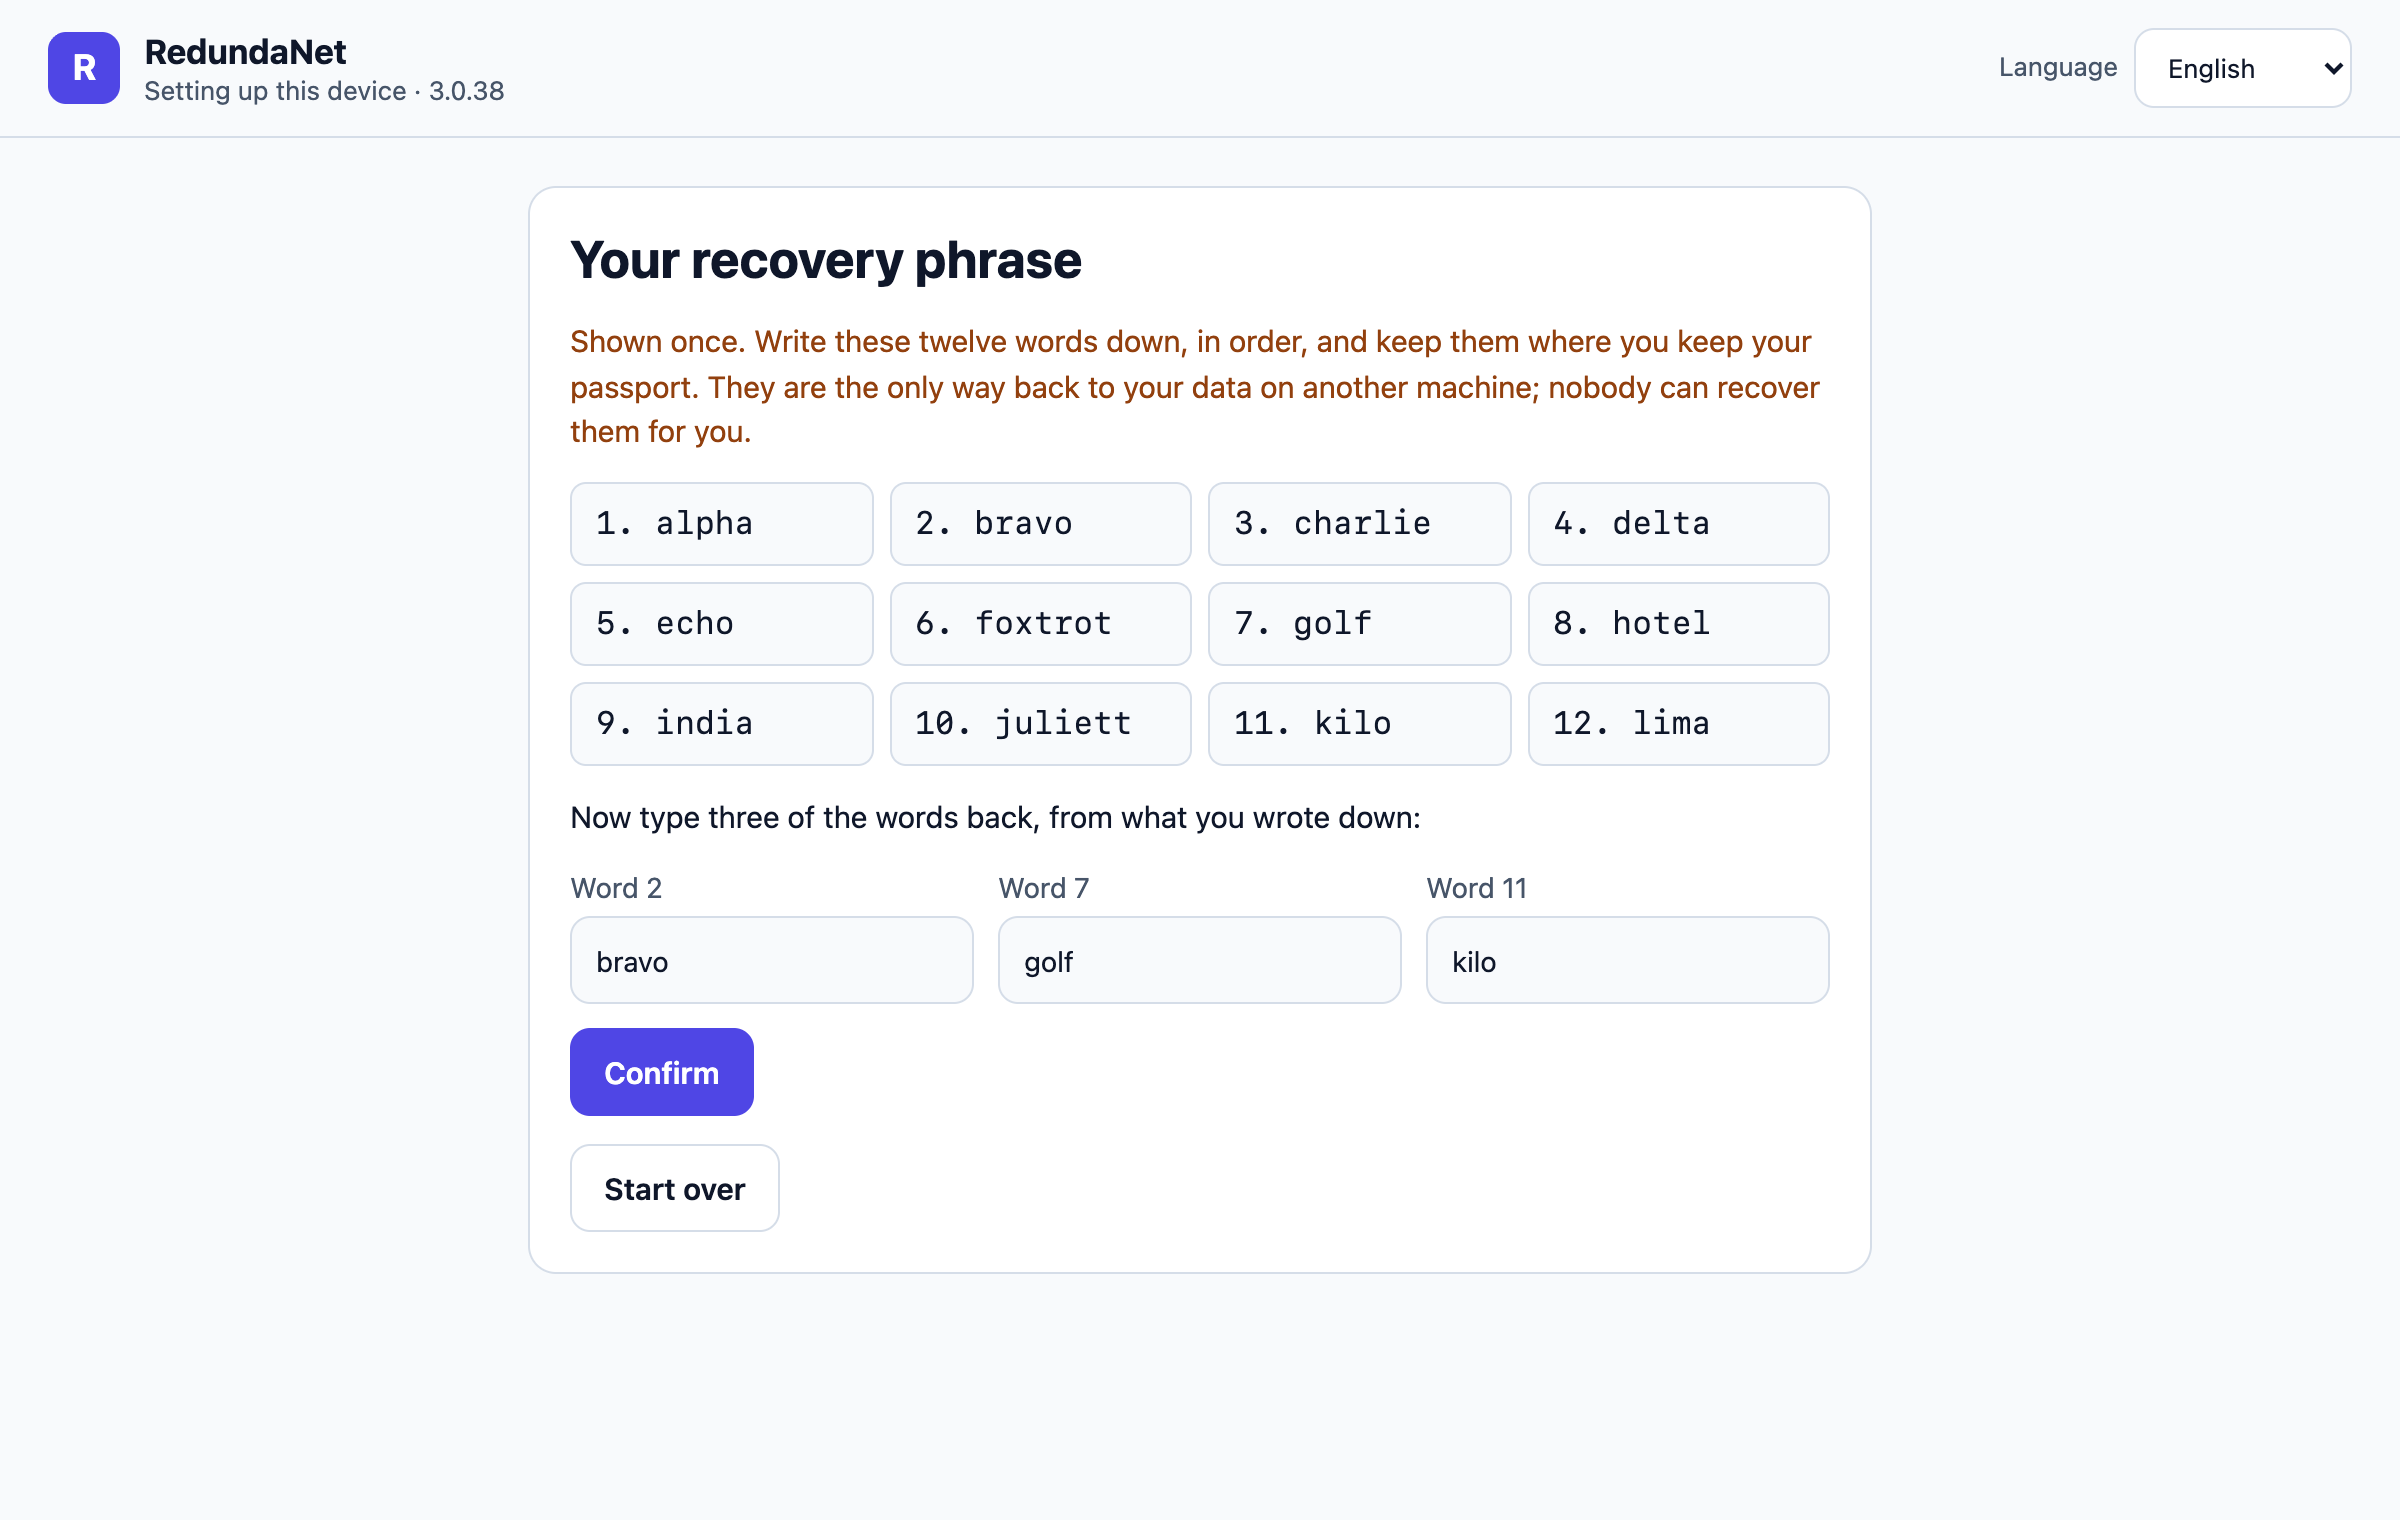 R
RedundaNet
Setting up this device · 3.0.38
Language
English
Your recovery phrase
Shown once. Write these twelve words down, in order, and keep them where you keep your
passport. They are the only way back to your data on another machine; nobody can recover
them for you.
1. alpha
2. bravo
3. charlie
4. delta
5. echo
6. foxtrot
7. golf
8. hotel
9. india
10. juliett
11. kilo
12. lima
Now type three of the words back, from what you wrote down:
Word 2
Word 7
Word 11
bravo
golf
kilo
Confirm
Start over